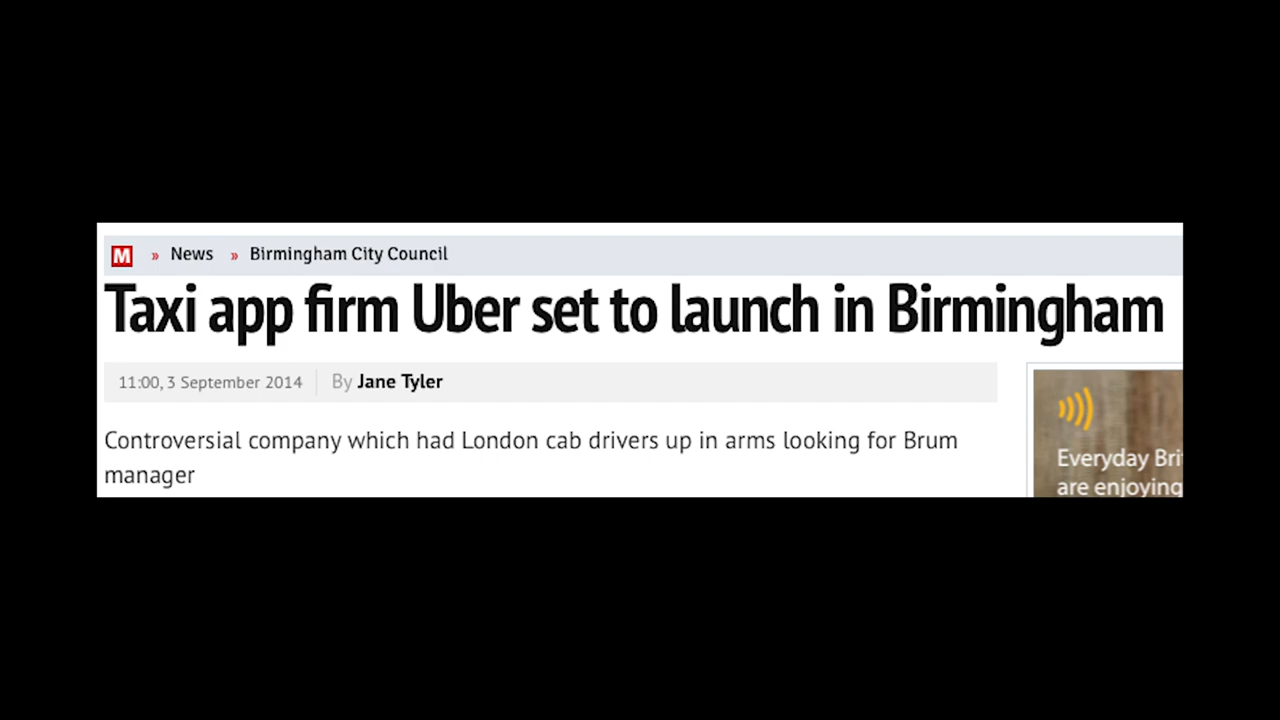 M » News » Birmingham City Council
Taxi app firm Uber set to launch in Birmingham
11:00, 3 September 2014 By Jane Tyler
Controversial company which had London cab drivers up in arms looking for Brum
manager
Everyday Bri
are enjoying